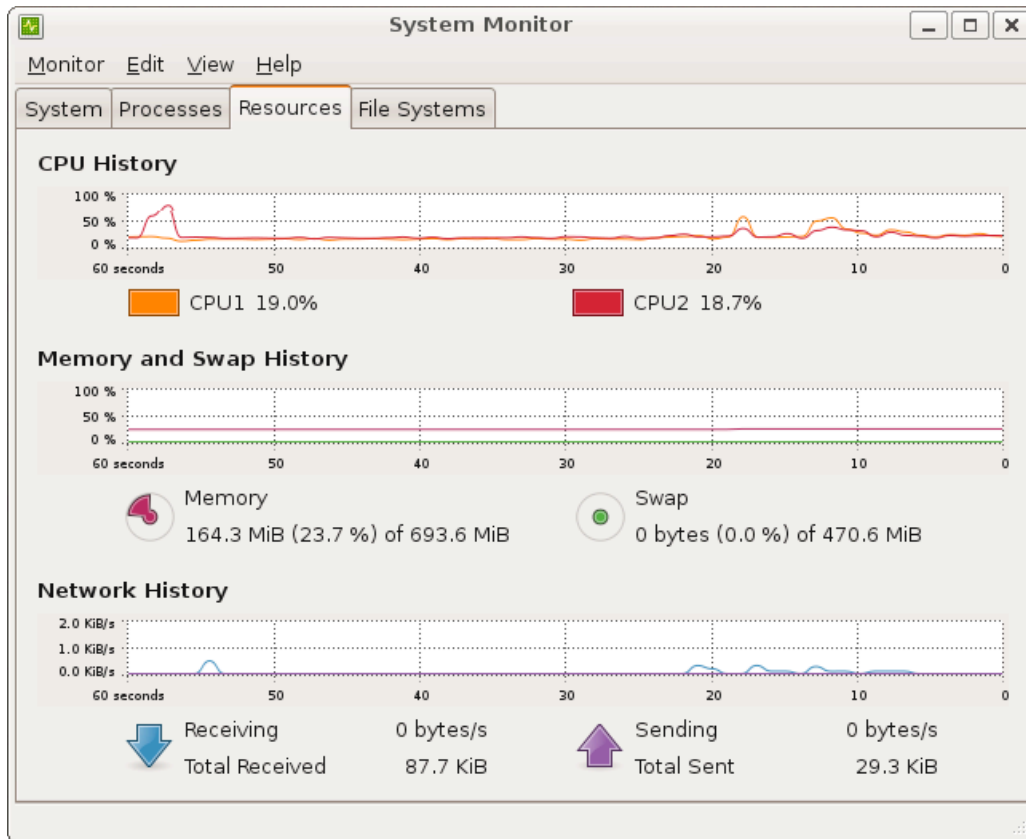 System Monitor
Monitor Edit View Help
System Processes Resources File Systems
CPU History
100 %
50 %
0 %
60 seconds 50 40 30 20 10 0
CPU1 19.0% CPU2 18.7%
Memory and Swap History
100 %
50 %
0 %
60 seconds 50 40 30 20 10 0
Memory Swap
164.3 MiB (23.7 %) of 693.6 MiB 0 bytes (0.0 %) of 470.6 MiB
Network History
2.0 KiB/s
1.0 KiB/s
0.0 KiB/s
60 seconds 50 40 30 20 10 0
Receiving 0 bytes/s Sending 0 bytes/s
Total Received 87.7 KiB Total Sent 29.3 KiB